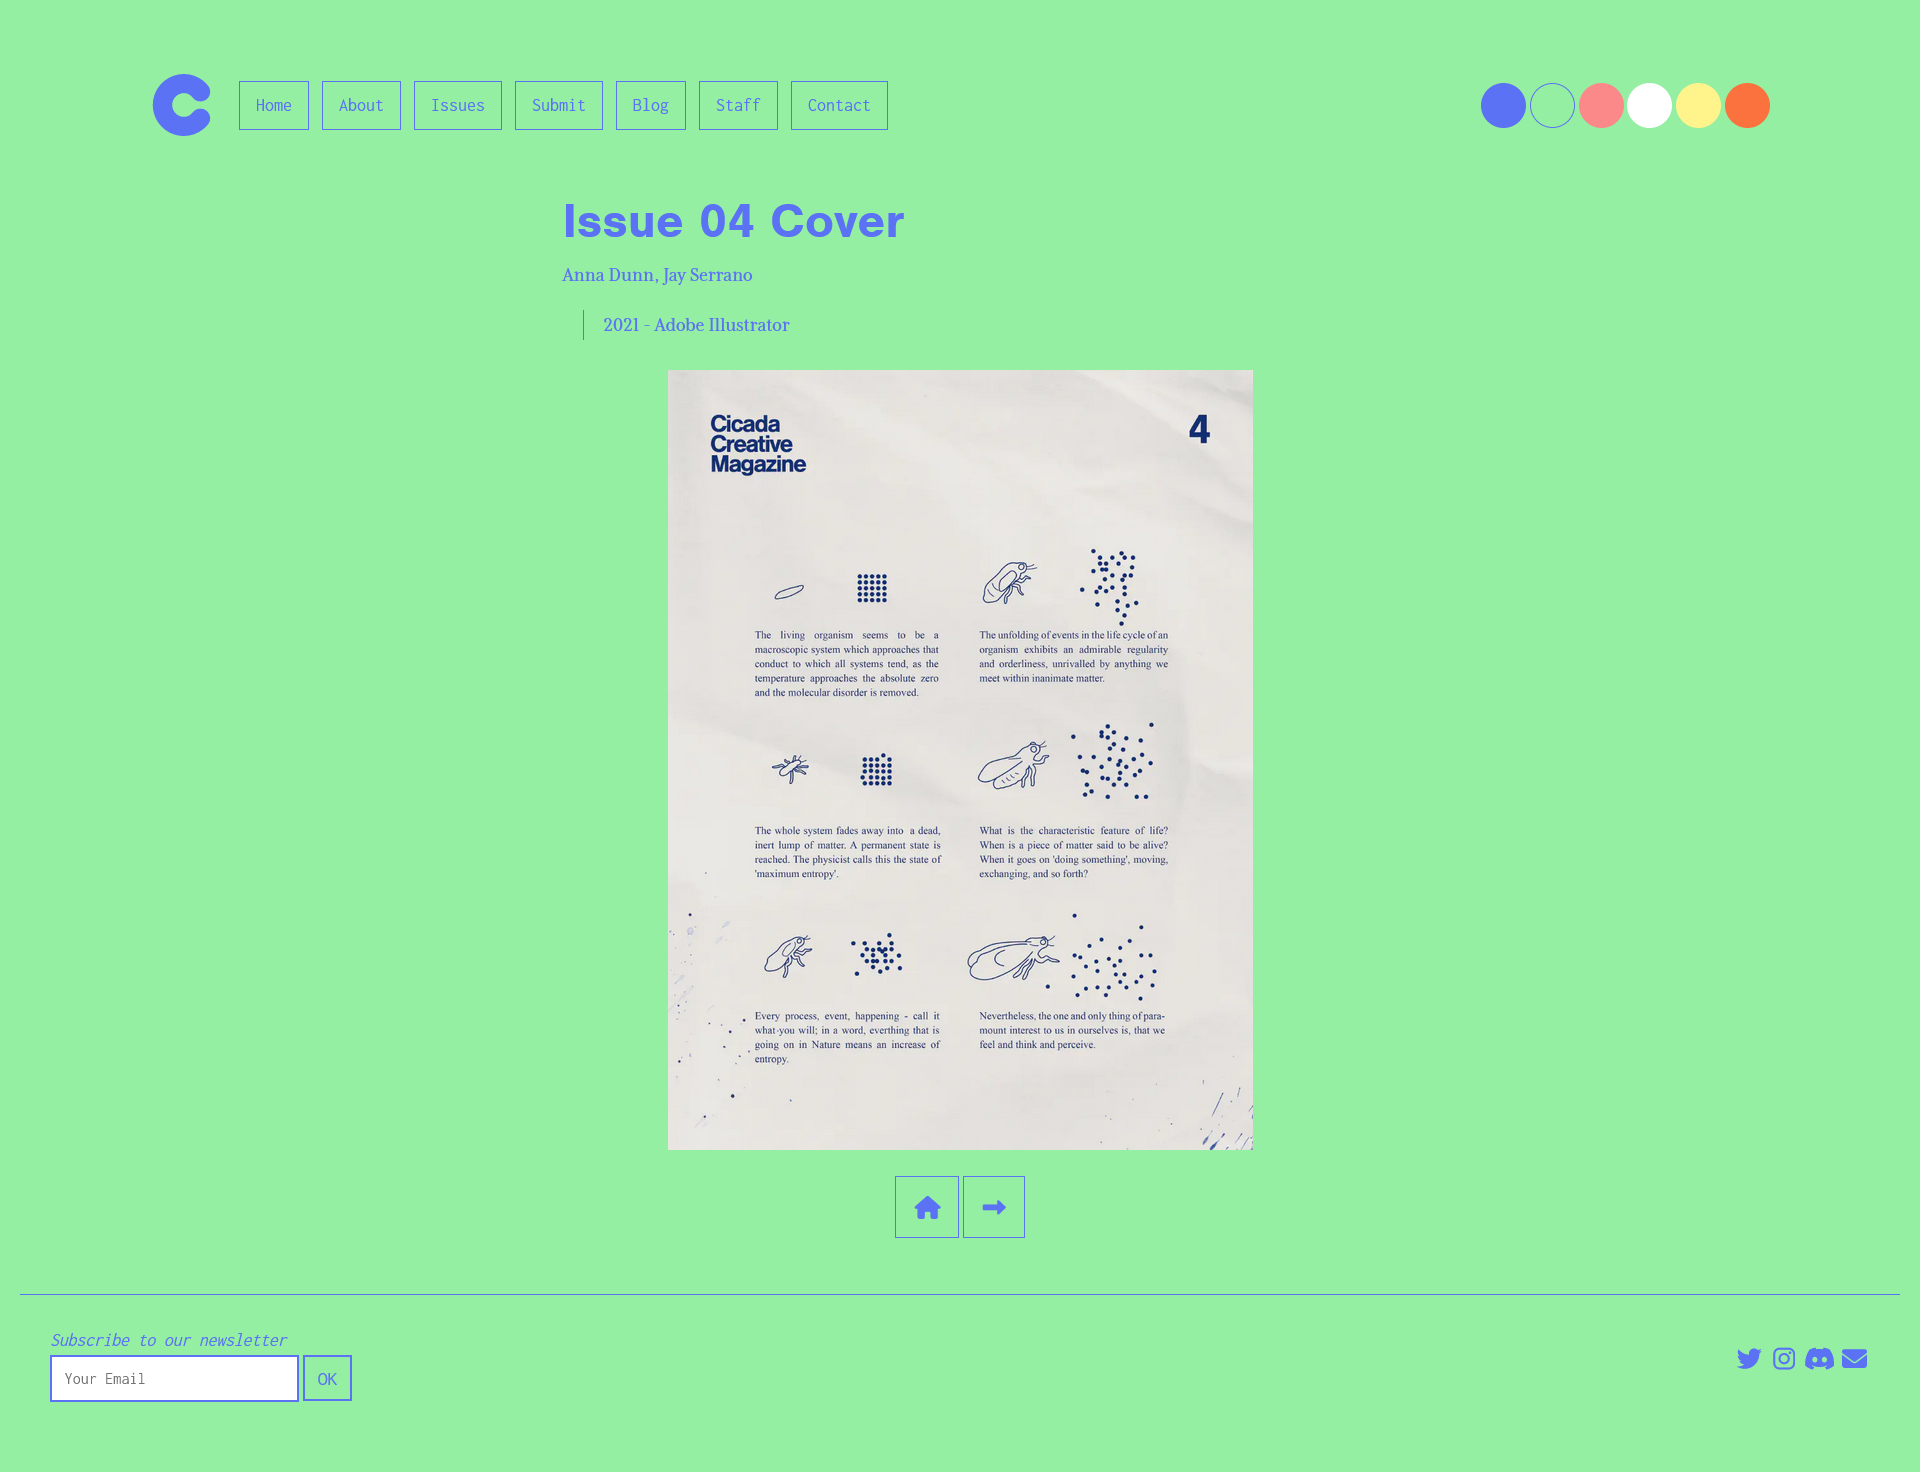 Home
About
Issues
Submit
Blog
Staff
Contact
Issue 04 Cover
Anna Dunn, Jay Serrano
2021 - Adobe Illustrator
Cicada
Creative
Magazine
4
The living organism seems to be a
macroscopic system which approaches that
conduct to which all systems tend, as the
temperature approaches the absolute zero
and the molecular disorder is removed.
The unfolding of events in the life cycle of an
organism exhibits an admirable regularity
and orderliness, unrivalled by anything we
meet within inanimate matter.
The whole system fades away into a dead,
inert lump of matter. A permanent state is
reached. The physicist calls this the state of
'maximum entropy'.
What is the characteristic feature of life?
When is a piece of matter said to be alive?
When it goes on 'doing something', moving,
exchanging, and so forth?
Every process, event, happening - call it
what you will; in a word, everthing that is
going on in Nature means an increase of
entropy.
Nevertheless, the one and only thing of para-
mount interest to us in ourselves is, that we
feel and think and perceive.
Subscribe to our newsletter
Your Email
OK